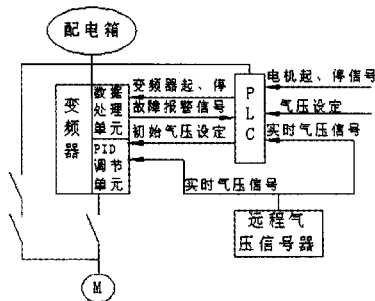 配电箱
变频器
数据处理单元
PID调节单元
变频器起、停
故障报警信号
初始气压设定
PLC
电机起、停信号
气压设定
实时气压信号
实时气压信号
远程气
压信号器
M